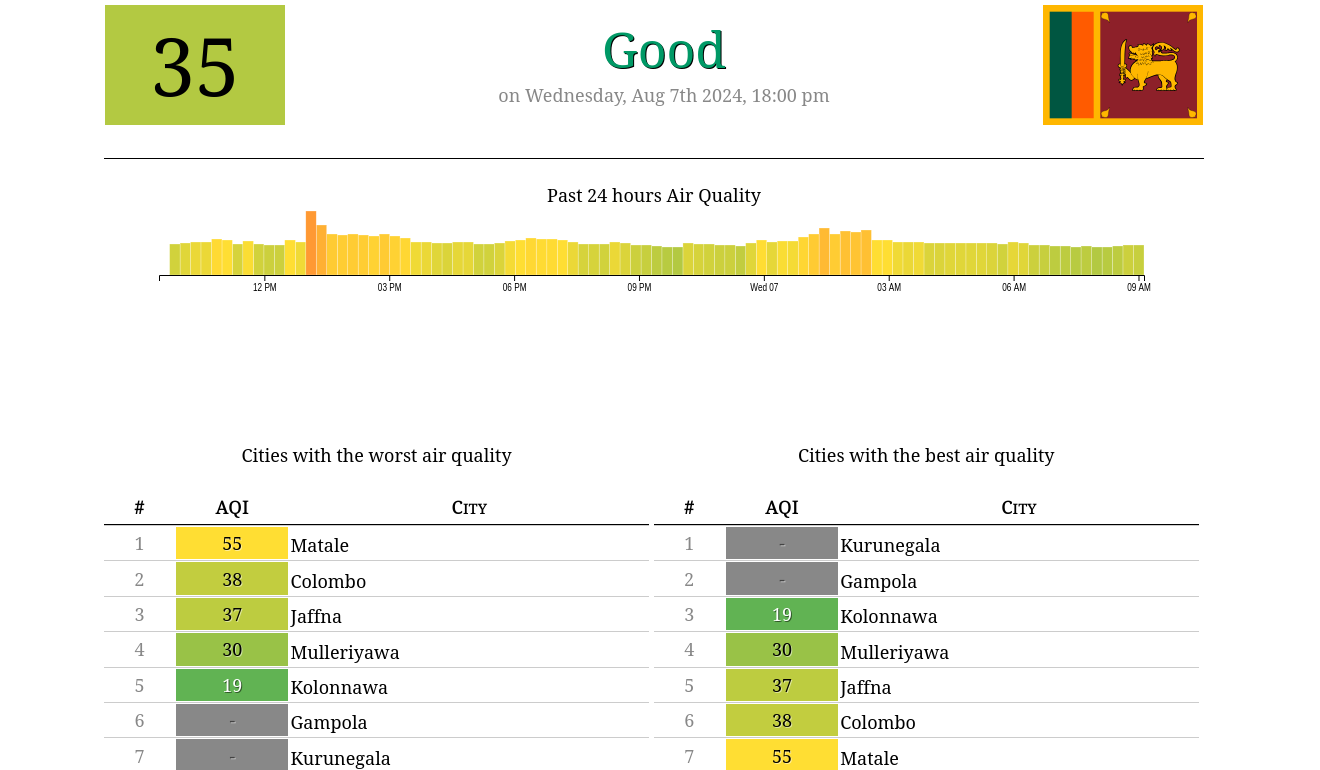 35
Good
on Wednesday, Aug 7th 2024, 18:00 pm
Past 24 hours Air Quality
12 PM 03 PM 06 PM 09 PM Wed 07 03 AM 06 AM 09 AM
Cities with the worst air quality
# AQI City
1 55 Matale
2 38 Colombo
3 37 Jaffna
4 30 Mulleriyawa
5 19 Kolonnawa
6 - Gampola
7 - Kurunegala
Cities with the best air quality
# AQI City
1 - Kurunegala
2 - Gampola
3 19 Kolonnawa
4 30 Mulleriyawa
5 37 Jaffna
6 38 Colombo
7 55 Matale